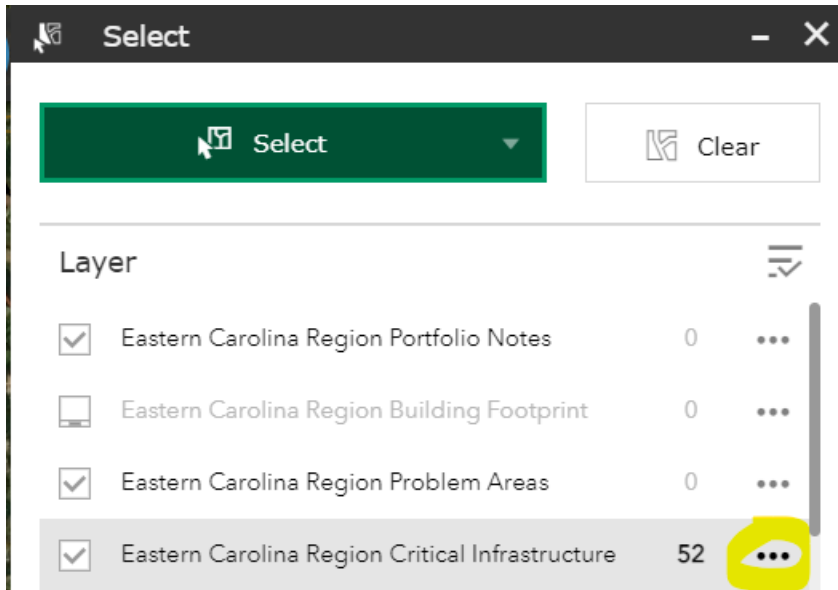 Select
Select
Clear
Layer
Eastern Carolina Region Portfolio Notes 0
Eastern Carolina Region Building Footprint 0
Eastern Carolina Region Problem Areas 0
Eastern Carolina Region Critical Infrastructure 52